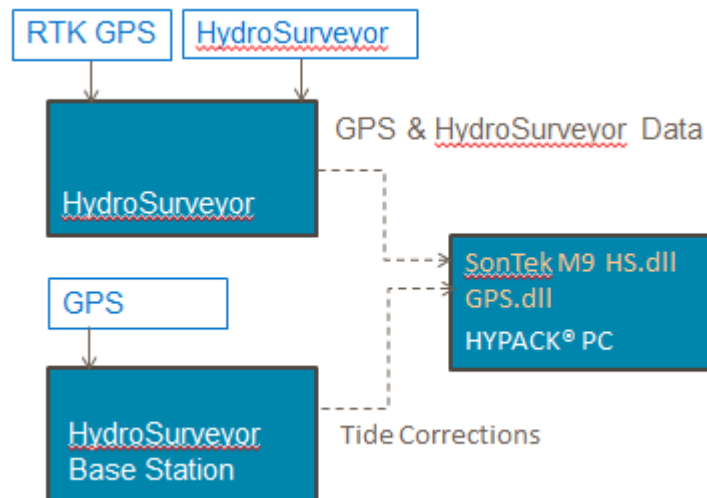 RTK GPS
HydroSurveyor
GPS & HydroSurveyor Data
HydroSurveyor
SonTek M9 HS.dll
GPS.dll
HYPACK® PC
GPS
HydroSurveyor
Base Station
Tide Corrections